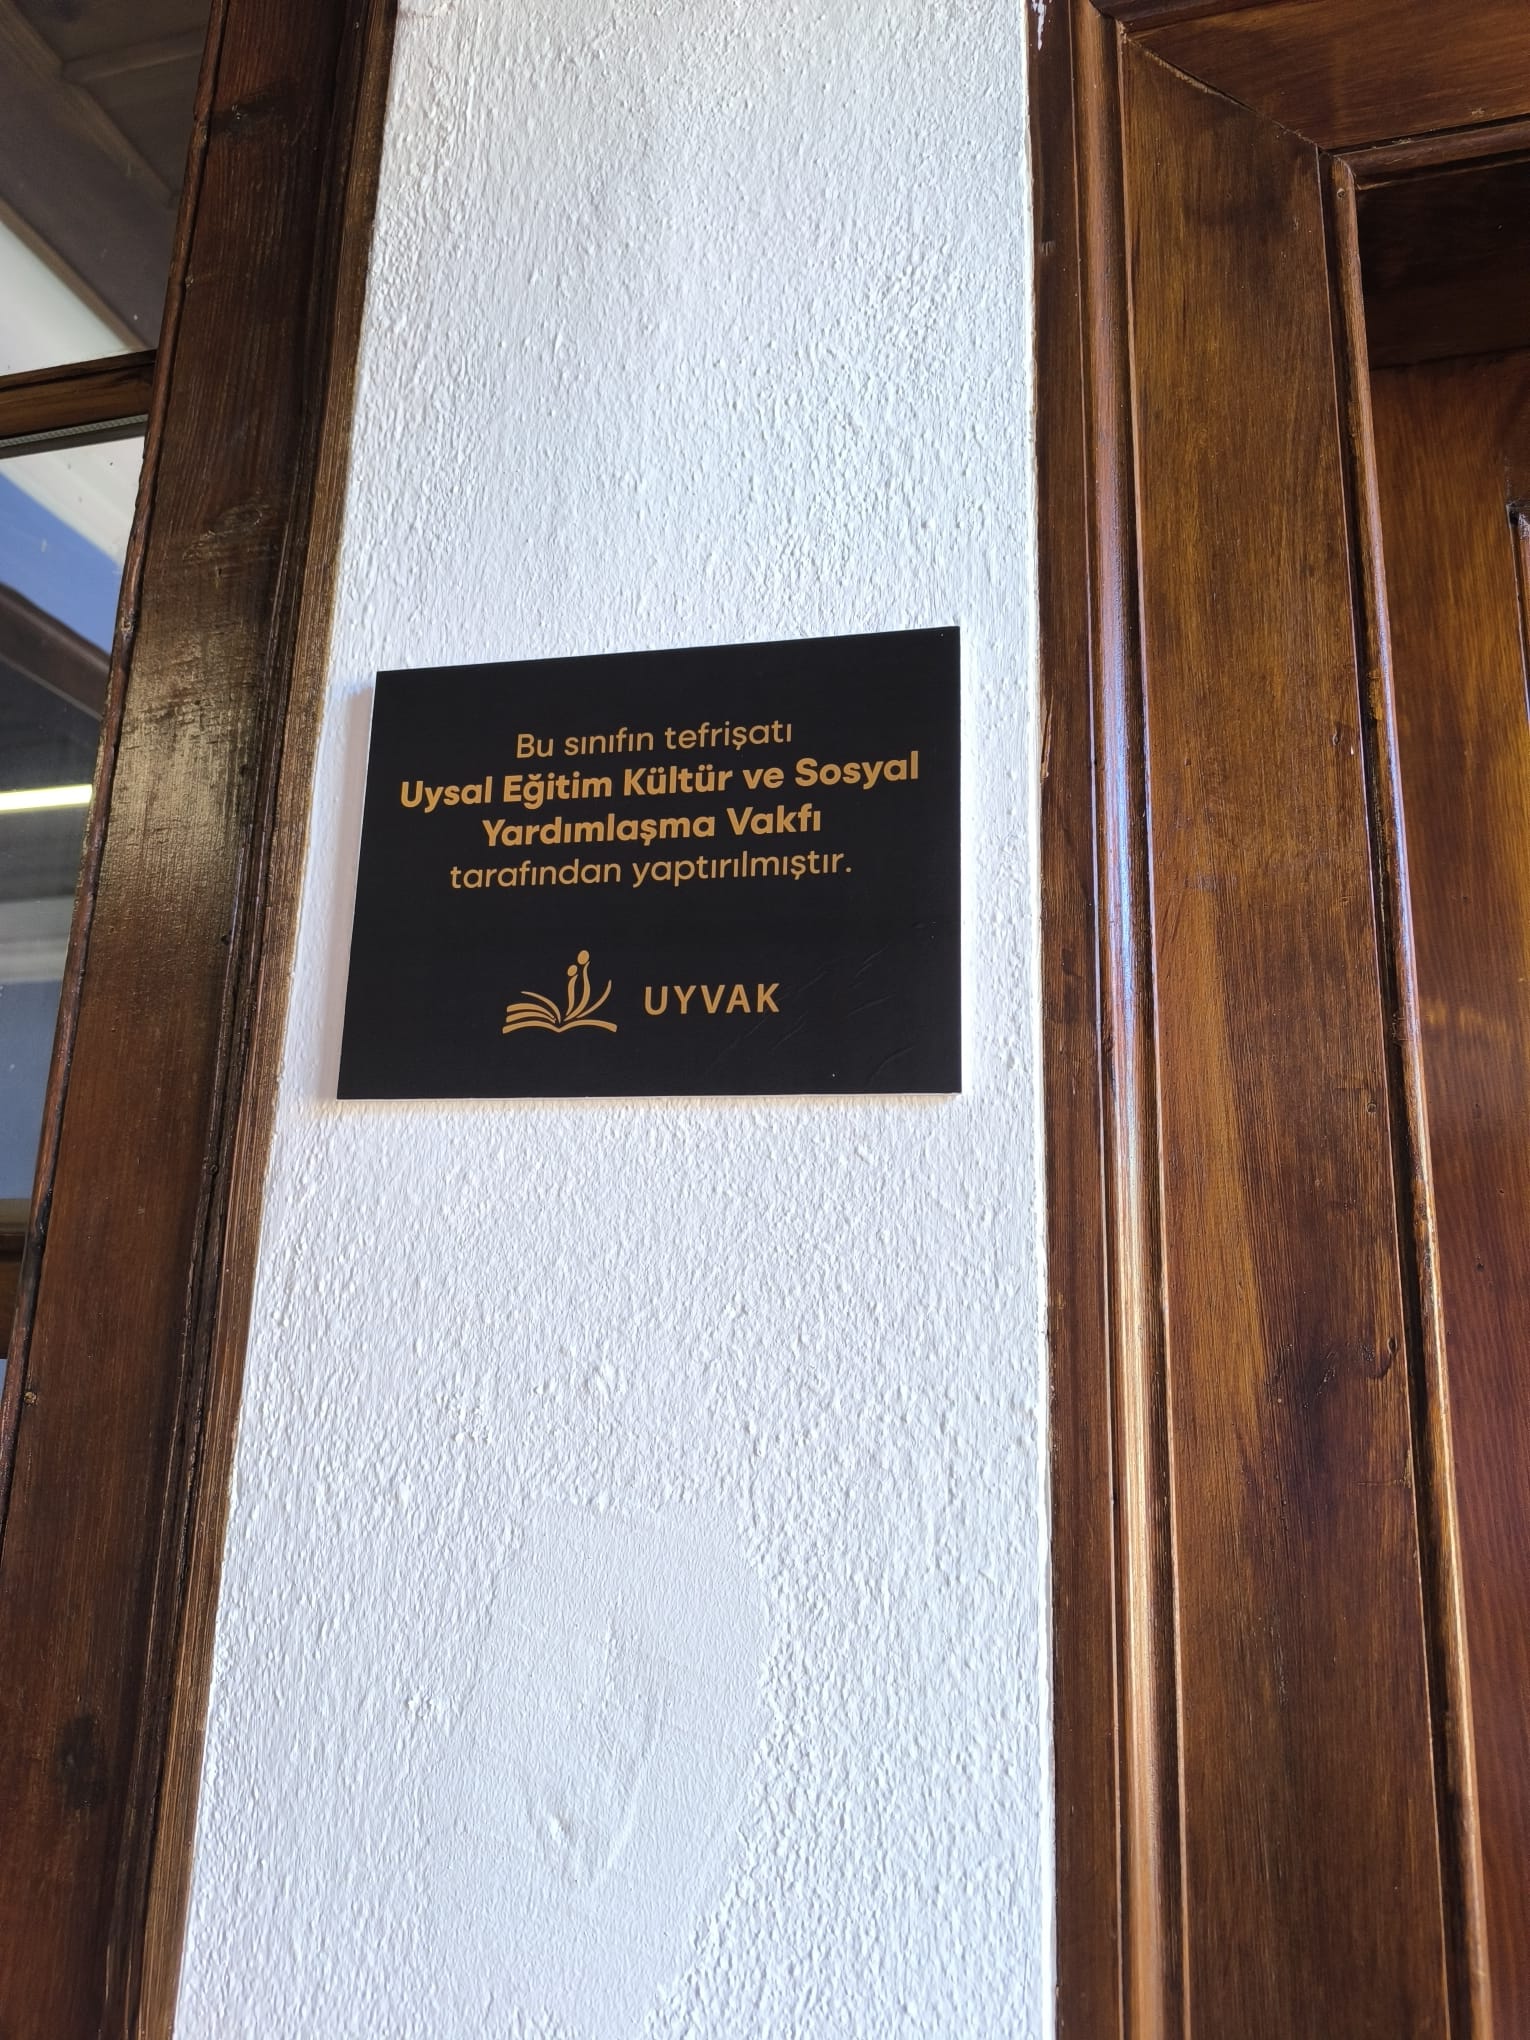 Bu sınıfın tefrişatı
Uysal Eğitim Kültür ve Sosyal
Yardımlaşma Vakfı
tarafından yaptırılmıştır.
UYVAK